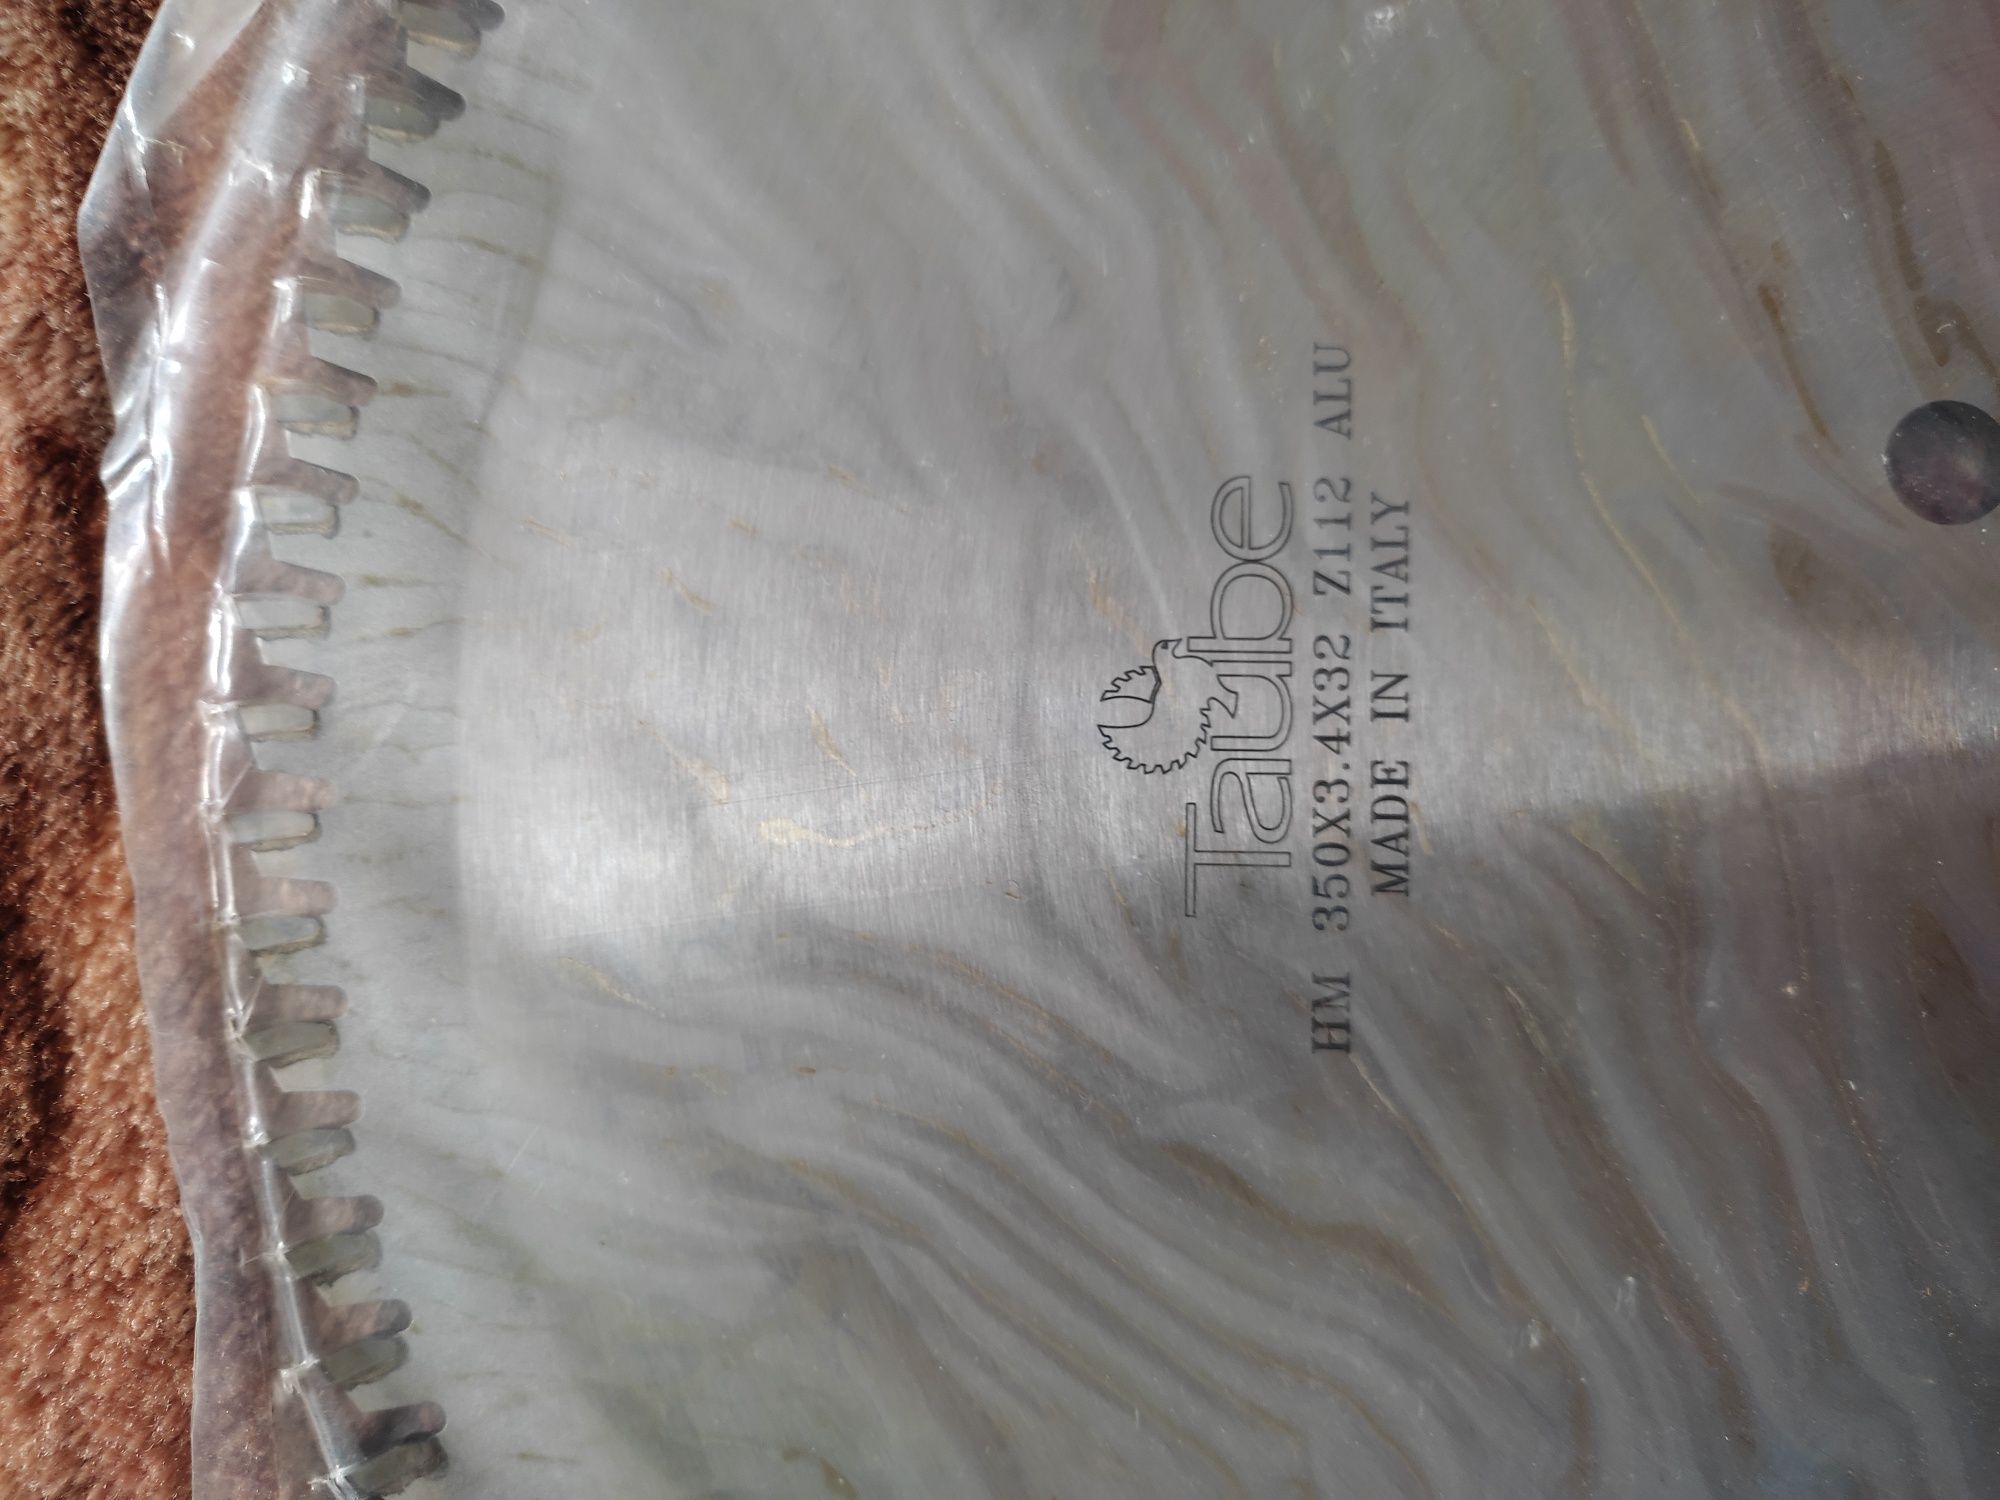 Taube
HM 350X3.4X32 Z112 ALU
MADE IN ITALY